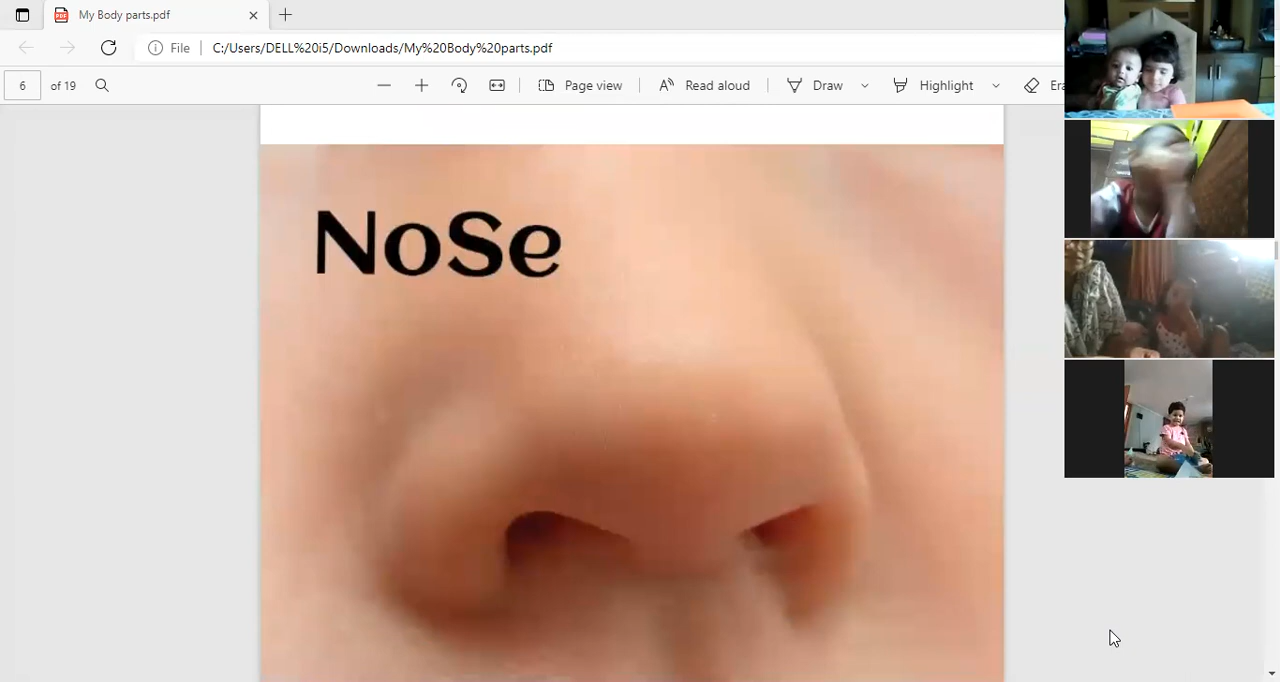 My Body parts.pdf
File
C:/Users/DELL%20i5/Downloads/My%20Body%20parts.pdf
6 of 19
Page view
Read aloud
Draw
Highlight
NoSe